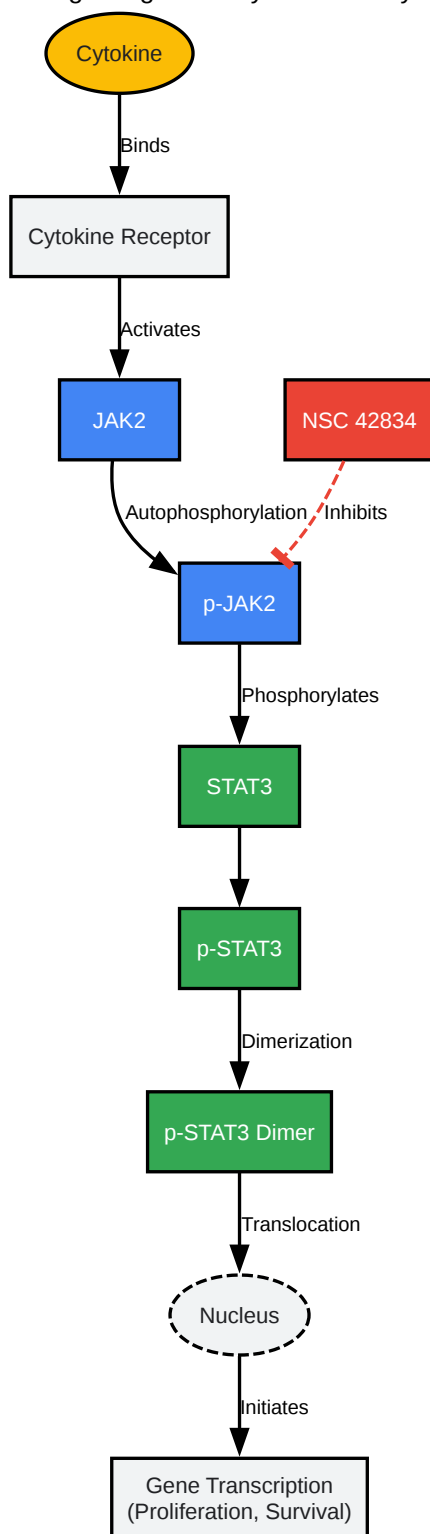 Cytokine
Binds
Cytokine Receptor
Activates
JAK2
NSC 42834
Autophosphorylation
Inhibits
p-JAK2
Phosphorylates
STAT3
p-STAT3
Dimerization
p-STAT3 Dimer
Translocation
Nucleus
Initiates
Gene Transcription
(Proliferation, Survival)